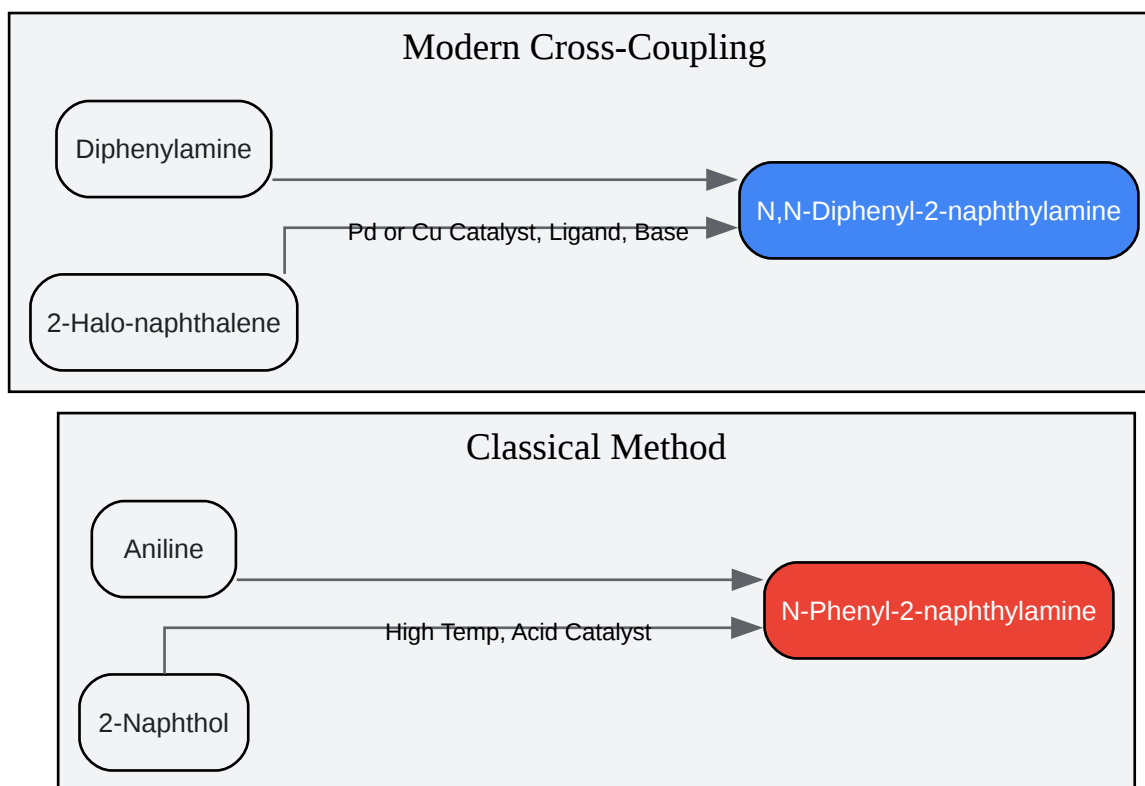 Modern Cross-Coupling
Diphenylamine
N,N-Diphenyl-2-naphthylamine
Pd or Cu Catalyst, Ligand, Base
2-Halo-naphthalene
Classical Method
Aniline
N-Phenyl-2-naphthylamine
High Temp, Acid Catalyst
2-Naphthol